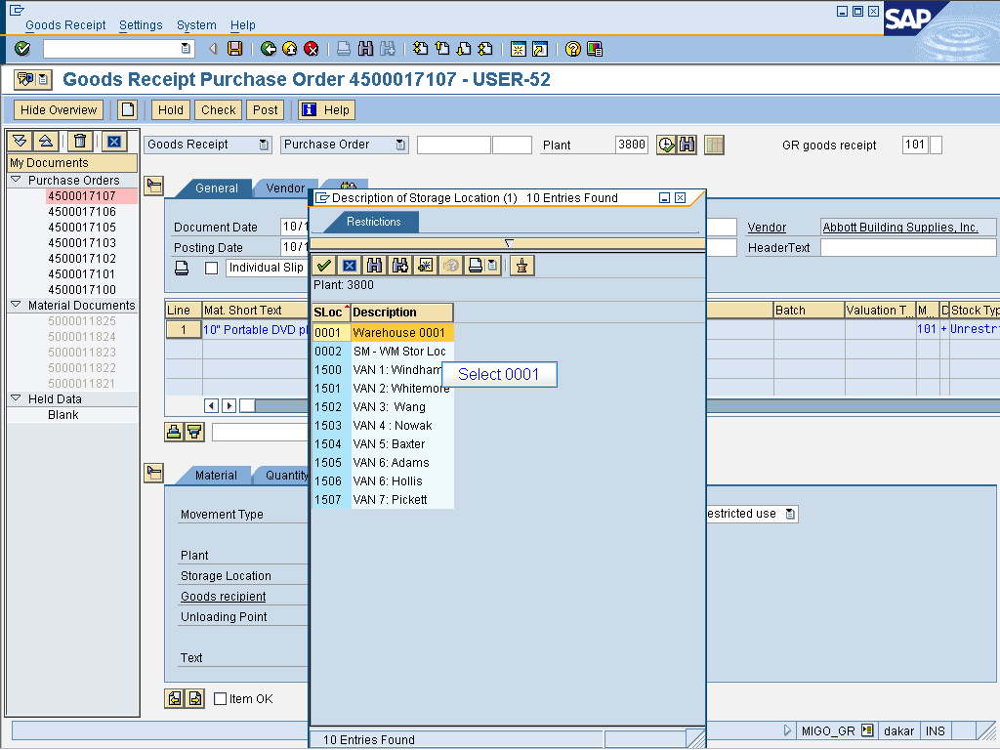 Goods Receipt Settings System Help
SAP
Goods Receipt Purchase Order 4500017107 - USER-52
Hide Overview Hold Check Post Help
Goods Receipt Purchase Order Plant 3800 GR goods receipt 101
My Documents
Purchase Orders
4500017107
4500017106
4500017105
4500017103
4500017102
4500017101
4500017100
Material Documents
5000011825
5000011824
5000011823
5000011822
5000011821
Held Data
Blank
General Vendor
Document Date 10/1
Posting Date 10/1
Individual Slip
Vendor Abbott Building Supplies, Inc.
HeaderText
Line Mat. Short Text Batch Valuation T... M... D Stock Typ
1 10" Portable DVD pl 101 + Unrestr
Description of Storage Location (1) 10 Entries Found
Restrictions
Plant: 3800
SLoc Description
0001 Warehouse 0001
0002 SM - WM Stor Loc
1500 VAN 1: Windham
1501 VAN 2: Whitemore
1502 VAN 3: Wang
1503 VAN 4 : Nowak
1504 VAN 5: Baxter
1505 VAN 6: Adams
1506 VAN 6: Hollis
1507 VAN 7: Pickett
Select 0001
10 Entries Found
Material Quantity
Movement Type estricted use
Plant
Storage Location
Goods recipient
Unloading Point
Text
Item OK
MIGO_GR dakar INS